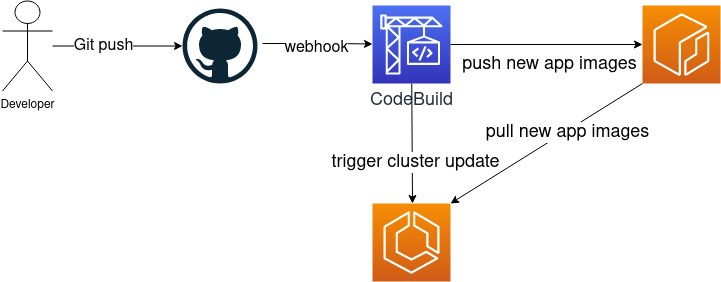 Git push
webhook
push new app images
Developer
CodeBuild
pull new app images
trigger cluster update